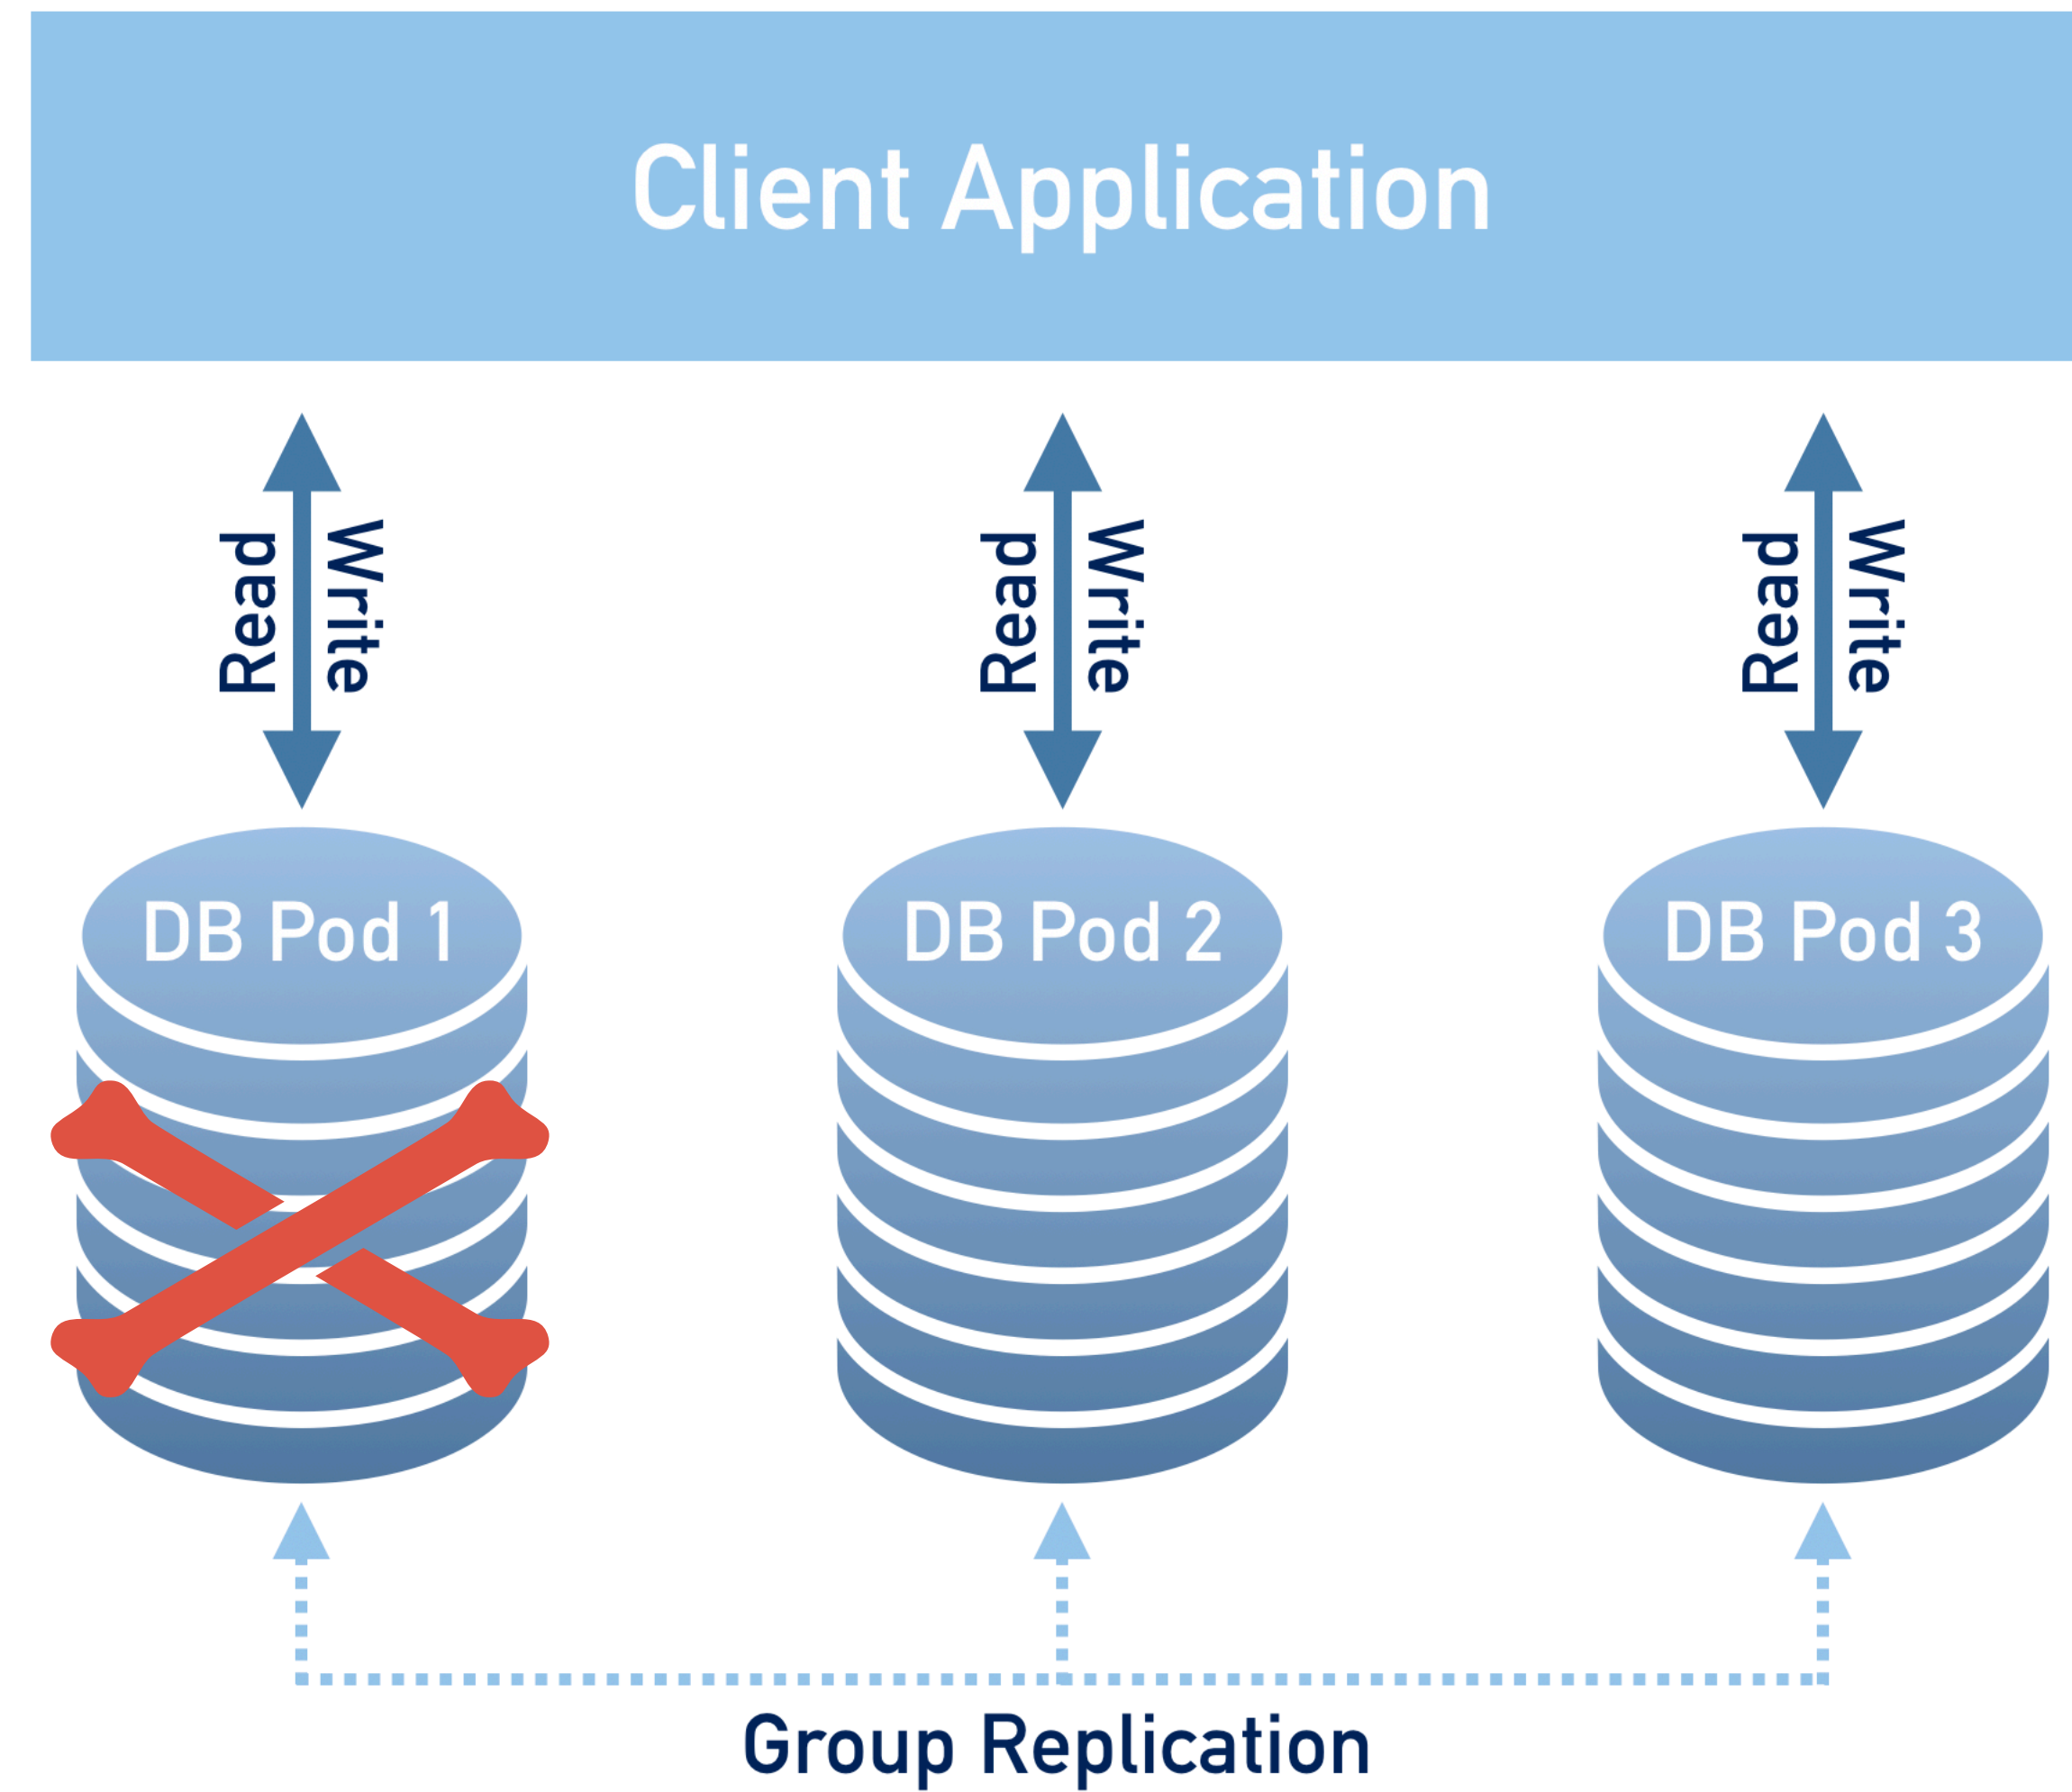 Client Application
Read
Write
Read
Write
Read
Write
DB Pod 1
DB Pod 2
DB Pod 3
Group Replication